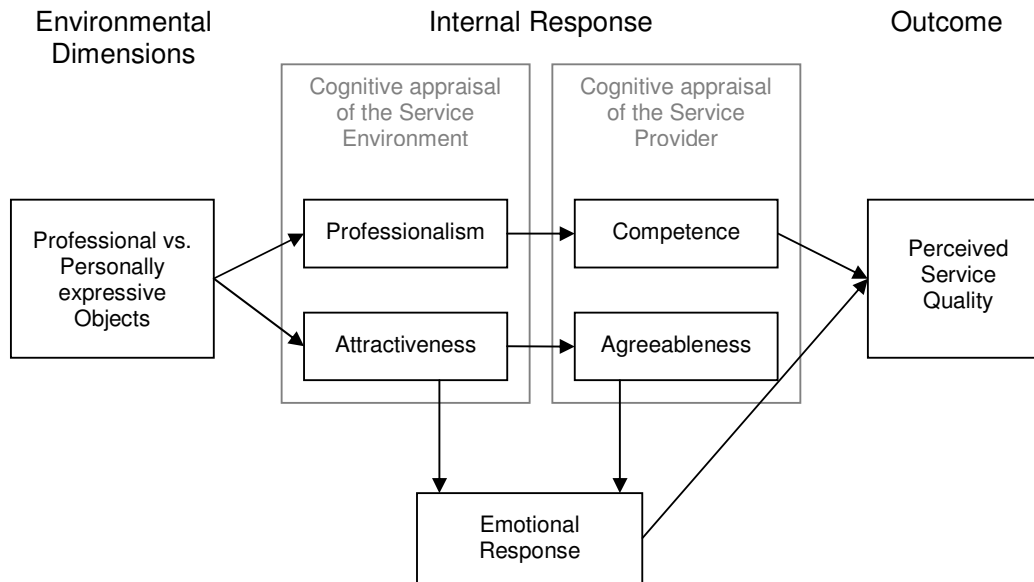 Environmental
Dimensions
Internal Response
Outcome
Cognitive appraisal
of the Service
Environment
Cognitive appraisal
of the Service
Provider
Professional vs.
Personally
expressive
Objects
Professionalism
Competence
Perceived
Service
Quality
Attractiveness
Agreeableness
Emotional
Response